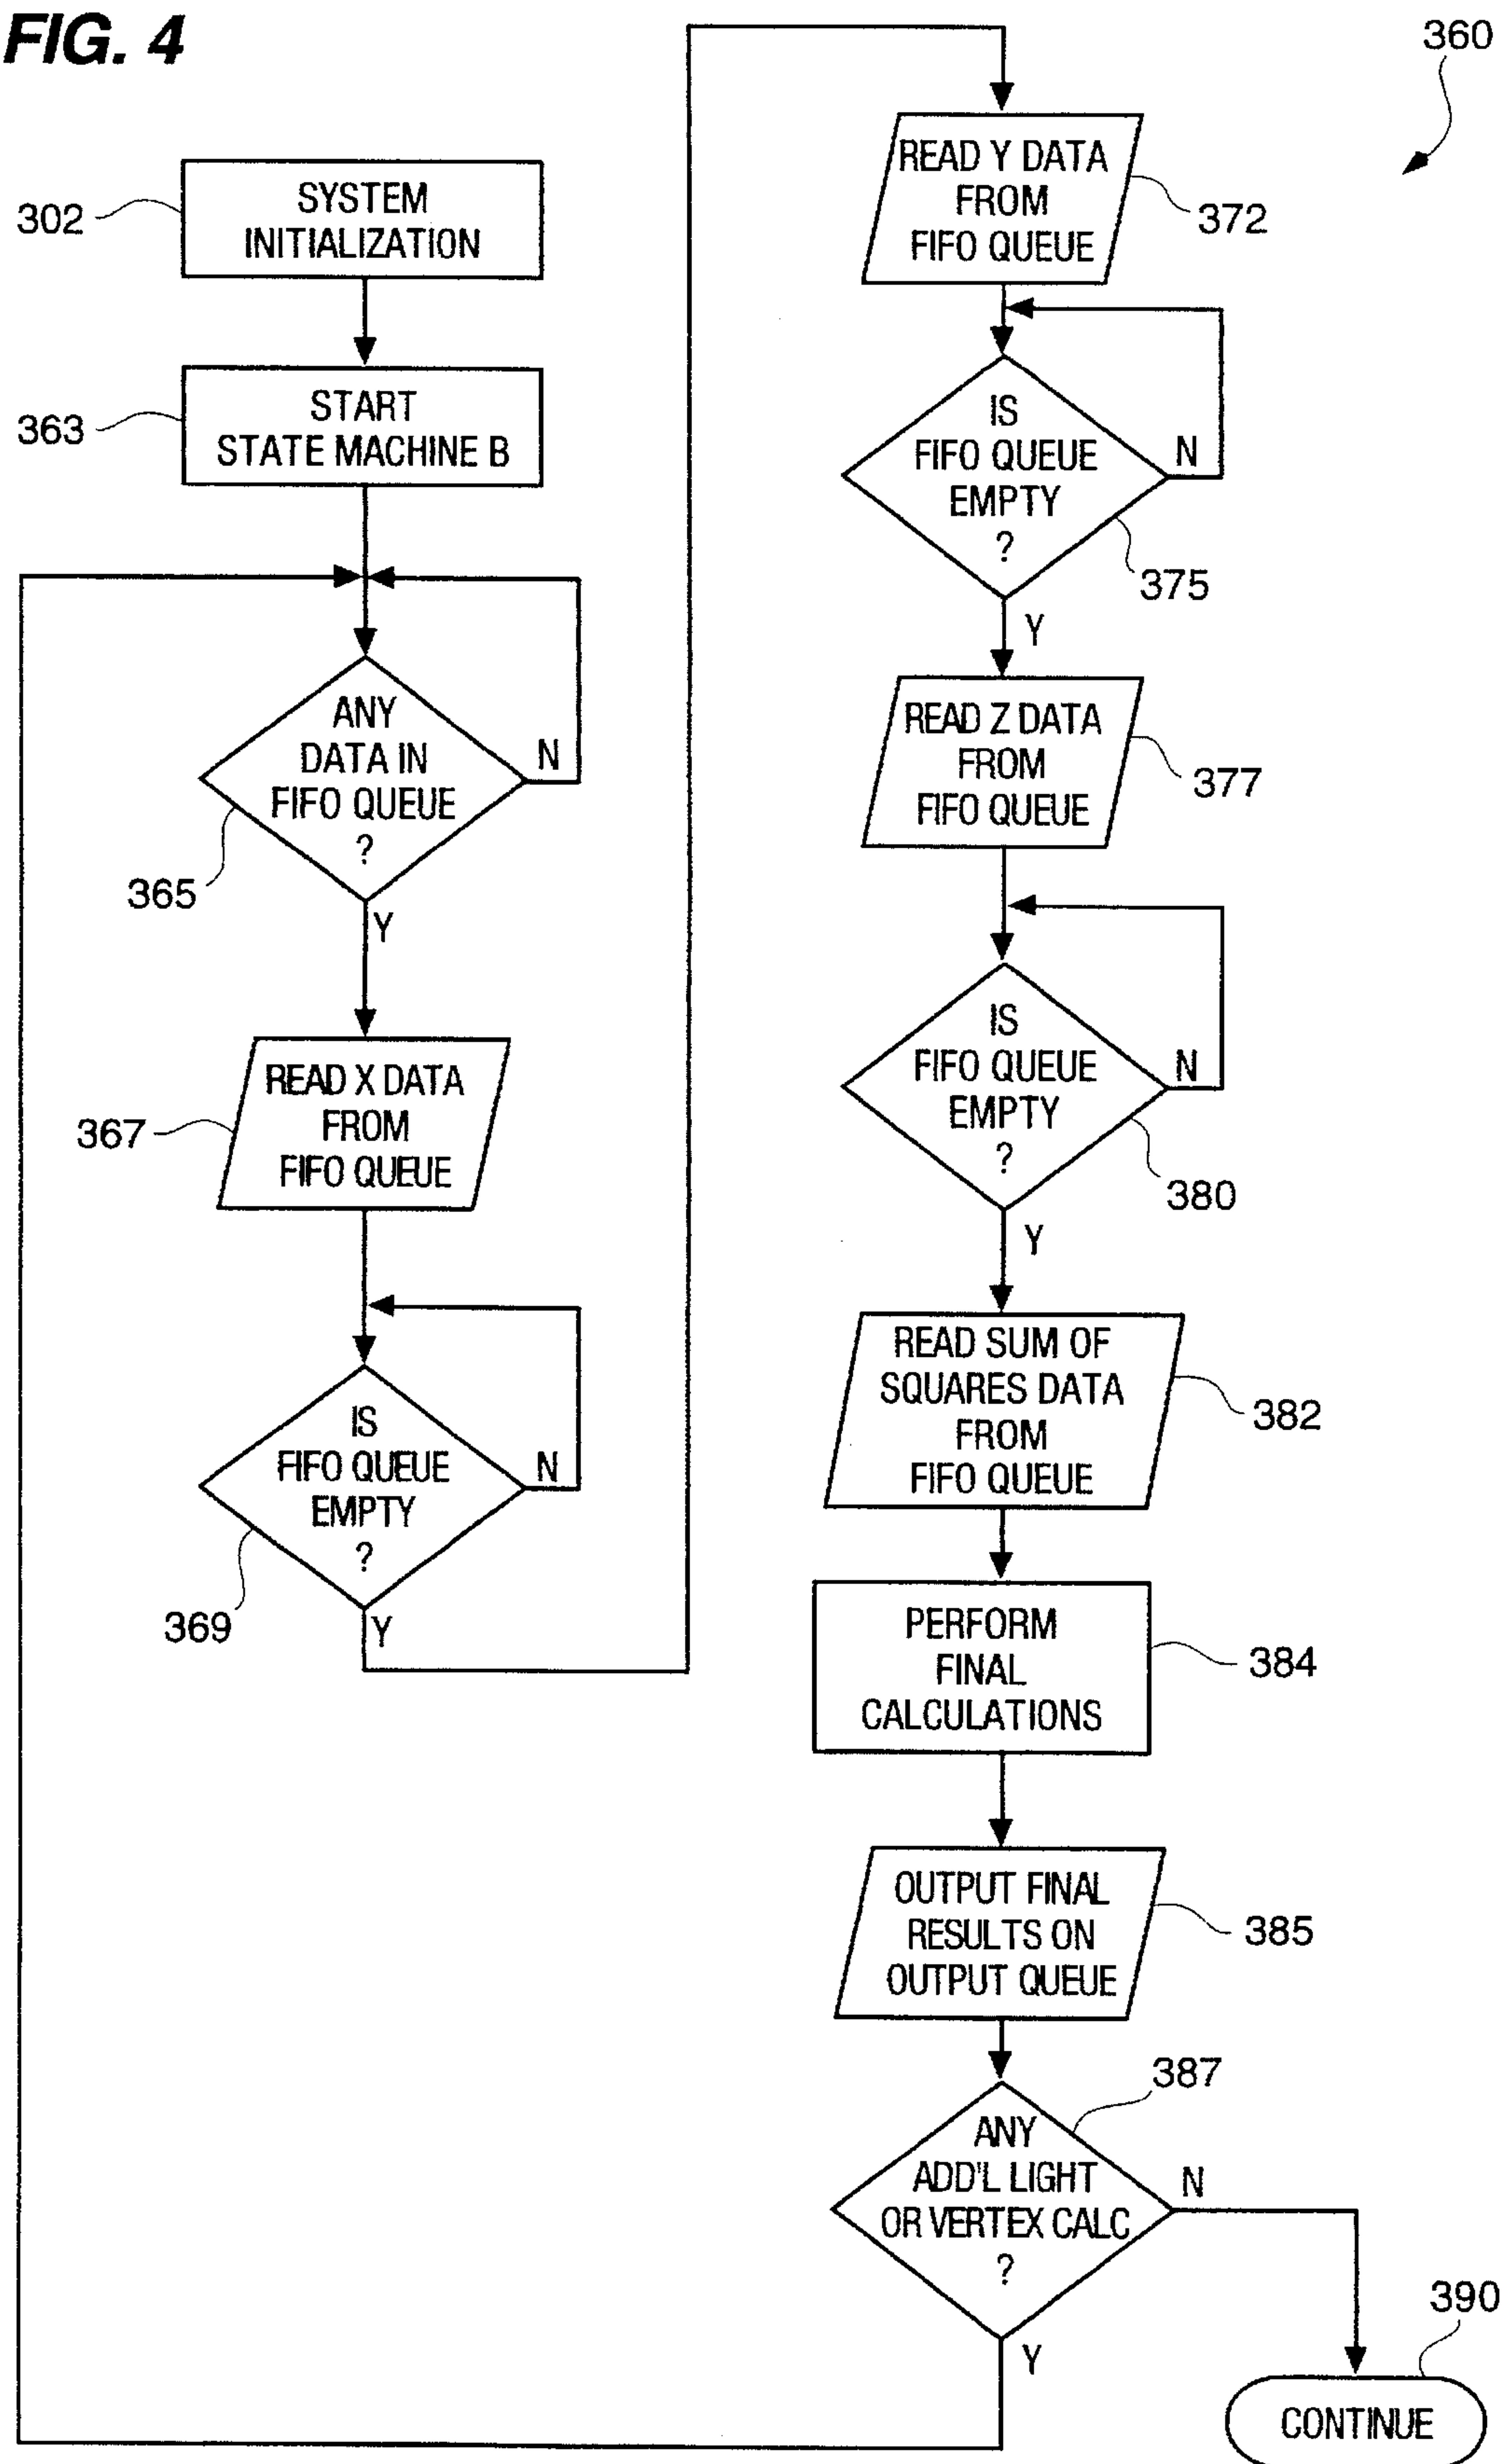 FIG. 4
360
SYSTEM
INITIALIZATION
302
START
STATE MACHINE B
363
ANY
DATA IN
FIFO QUEUE
?
N
365
Y
READ X DATA
FROM
FIFO QUEUE
367
IS
FIFO QUEUE
EMPTY
?
N
369
Y
READ Y DATA
FROM
FIFO QUEUE
372
IS
FIFO QUEUE
EMPTY
?
N
375
Y
READ Z DATA
FROM
FIFO QUEUE
377
IS
FIFO QUEUE
EMPTY
?
N
380
Y
READ SUM OF
SQUARES DATA
FROM
FIFO QUEUE
382
PERFORM
FINAL
CALCULATIONS
384
OUTPUT FINAL
RESULTS ON
OUTPUT QUEUE
385
387
ANY
ADD'L LIGHT
OR VERTEX CALC
?
N
Y
390
CONTINUE